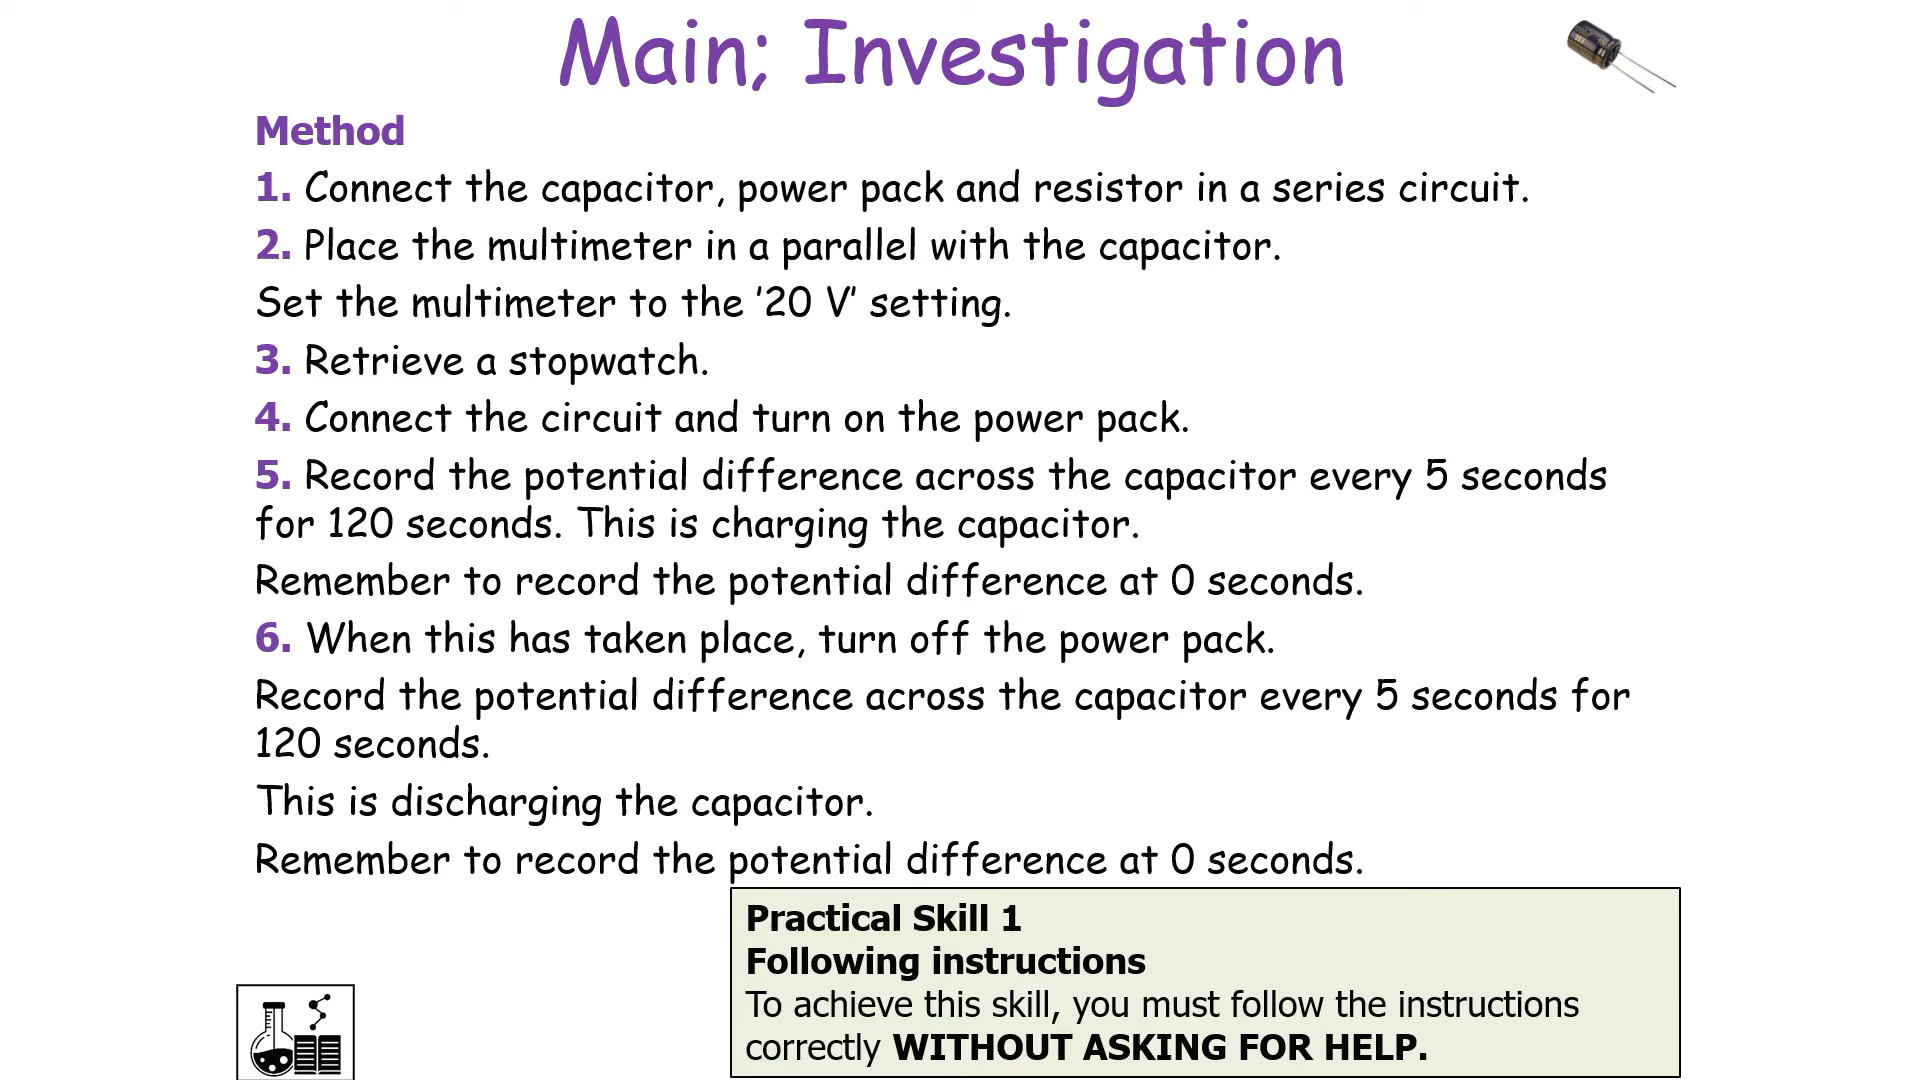 Main; Investigation
Method
1. Connect the capacitor, power pack and resistor in a series circuit.
2. Place the multimeter in a parallel with the capacitor.
Set the multimeter to the ’20 V’ setting.
3. Retrieve a stopwatch.
4. Connect the circuit and turn on the power pack.
5. Record the potential difference across the capacitor every 5 seconds
for 120 seconds. This is charging the capacitor.
Remember to record the potential difference at 0 seconds.
6. When this has taken place, turn off the power pack.
Record the potential difference across the capacitor every 5 seconds for
120 seconds.
This is discharging the capacitor.
Remember to record the potential difference at 0 seconds.
Practical Skill 1
Following instructions
To achieve this skill, you must follow the instructions
correctly WITHOUT ASKING FOR HELP.